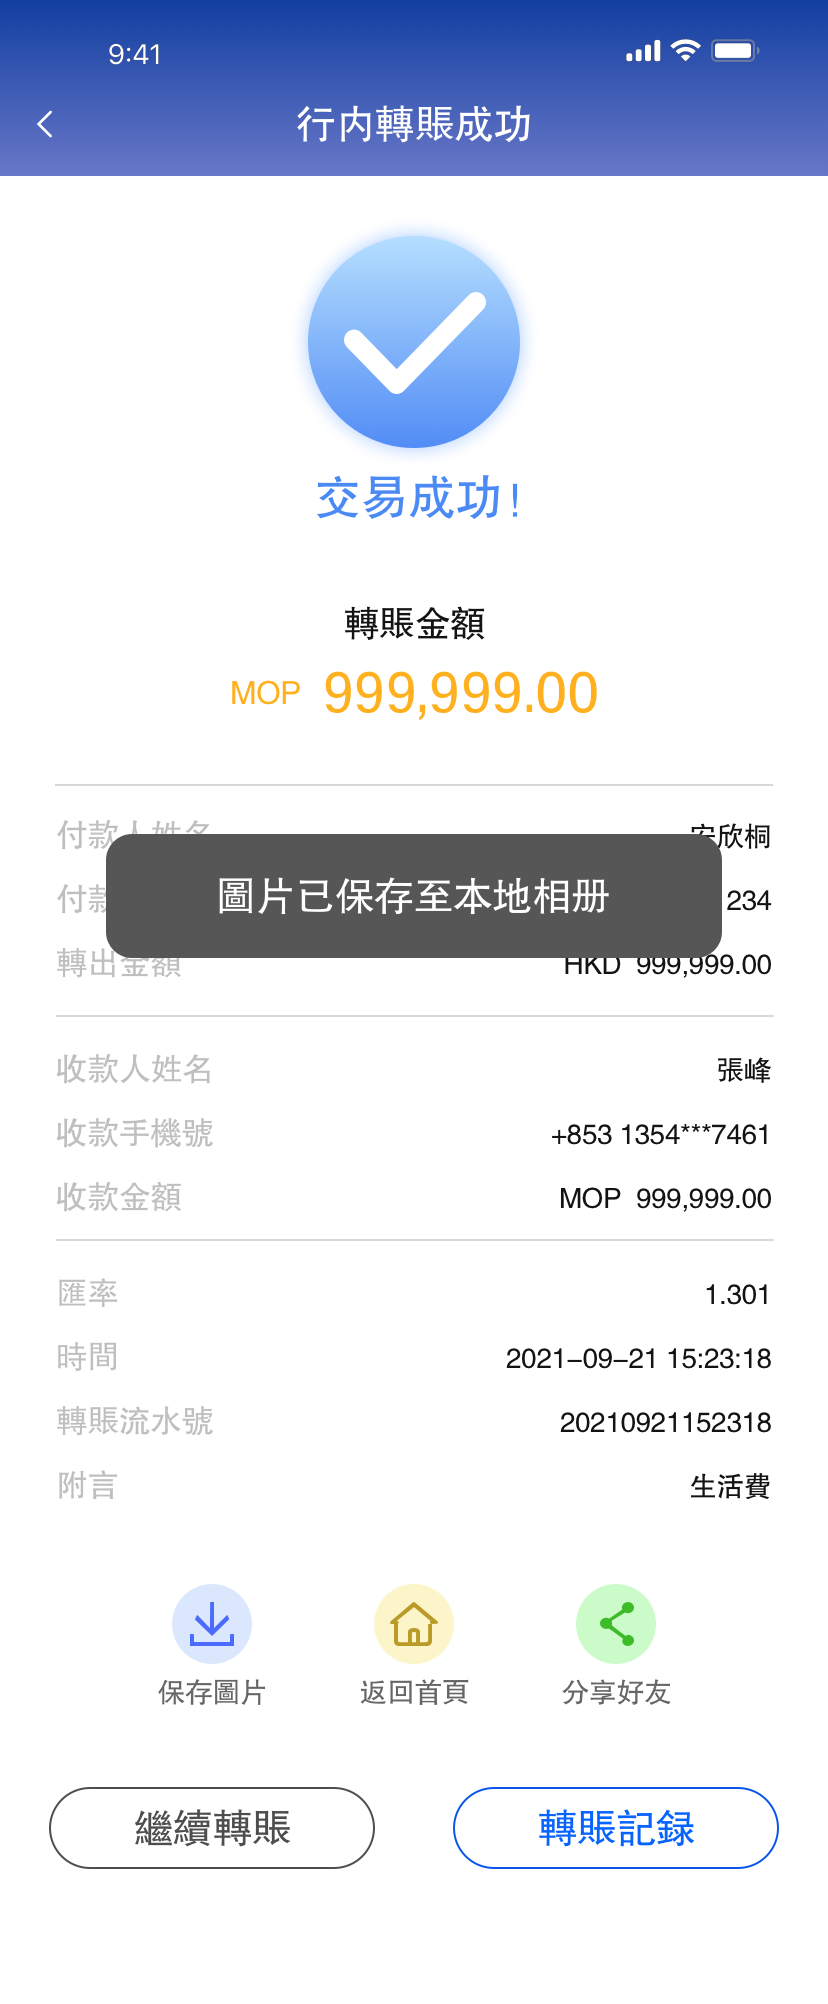 9:41
行内轉賬成功
交易成功!
轉賬金額
MOP 999,999.00
付款人姓名 安欣桐
圖片已保存至本地相册
付款 234
轉出金額 HKD 999,999.00
收款人姓名 張峰
收款手機號 +853 1354***7461
收款金額 MOP 999,999.00
匯率 1.301
時間 2021-09-21 15:23:18
轉賬流水號 20210921152318
附言 生活費
保存圖片 返回首頁 分享好友
繼續轉賬 轉賬記録